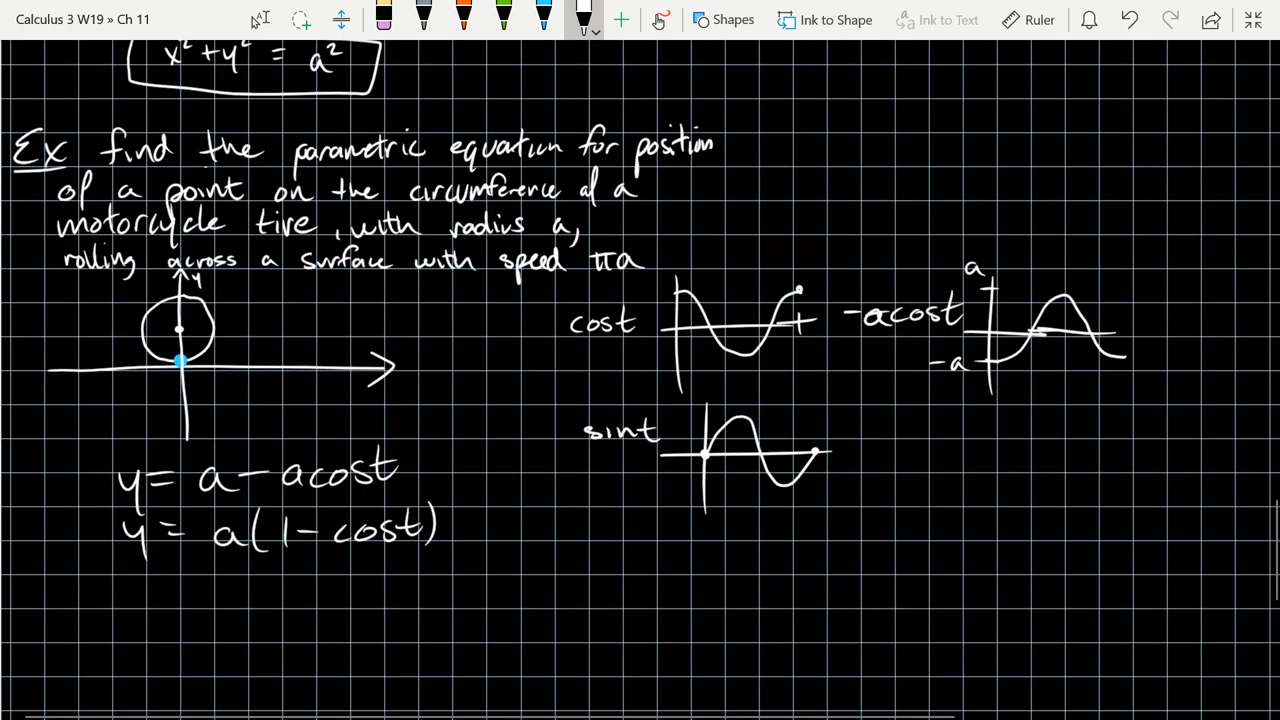 Calculus 3 W19 » Ch 11
Shapes
Ink to Shape
Ink to Text
Ruler
x² + y² = a²
Ex find the parametric equation for position
of a point on the circumference of a
motorcycle tire, with radius a,
rolling across a surface with speed πa
y
cost
-acost
a
-a
sint
y = a - acost
y = a(1 - cost)